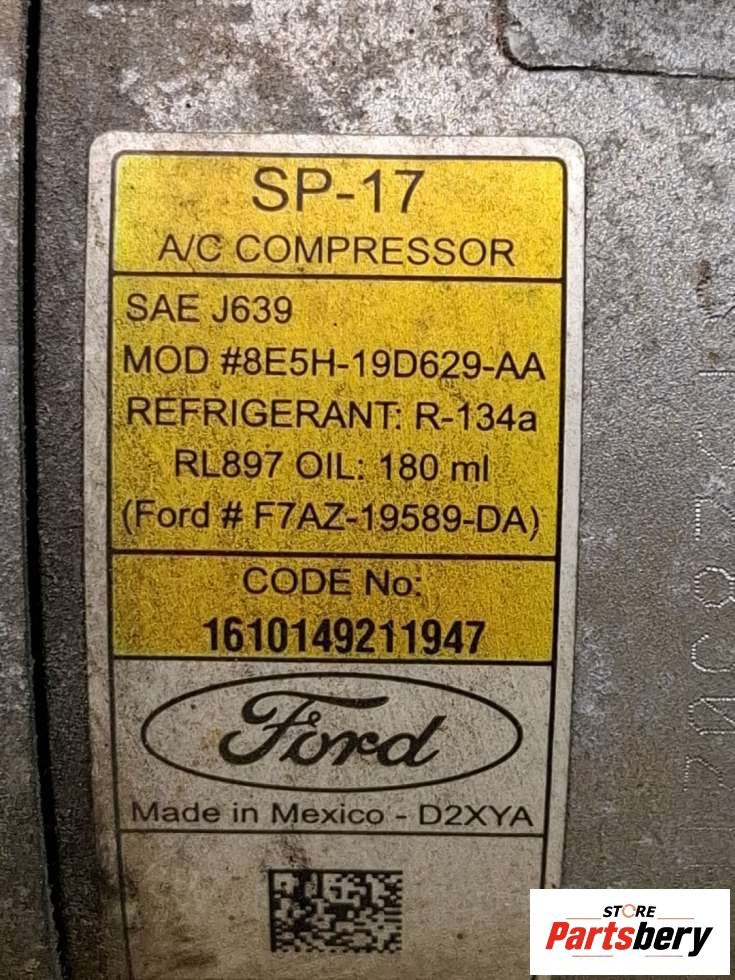 SP-17
A/C COMPRESSOR
SAE J639
MOD #8E5H-19D629-AA
REFRIGERANT: R-134a
RL897 OIL: 180 ml
(Ford # F7AZ-19589-DA)
CODE No:
1610149211947
Ford
Made in Mexico - D2XYA
STORE
Partsbery